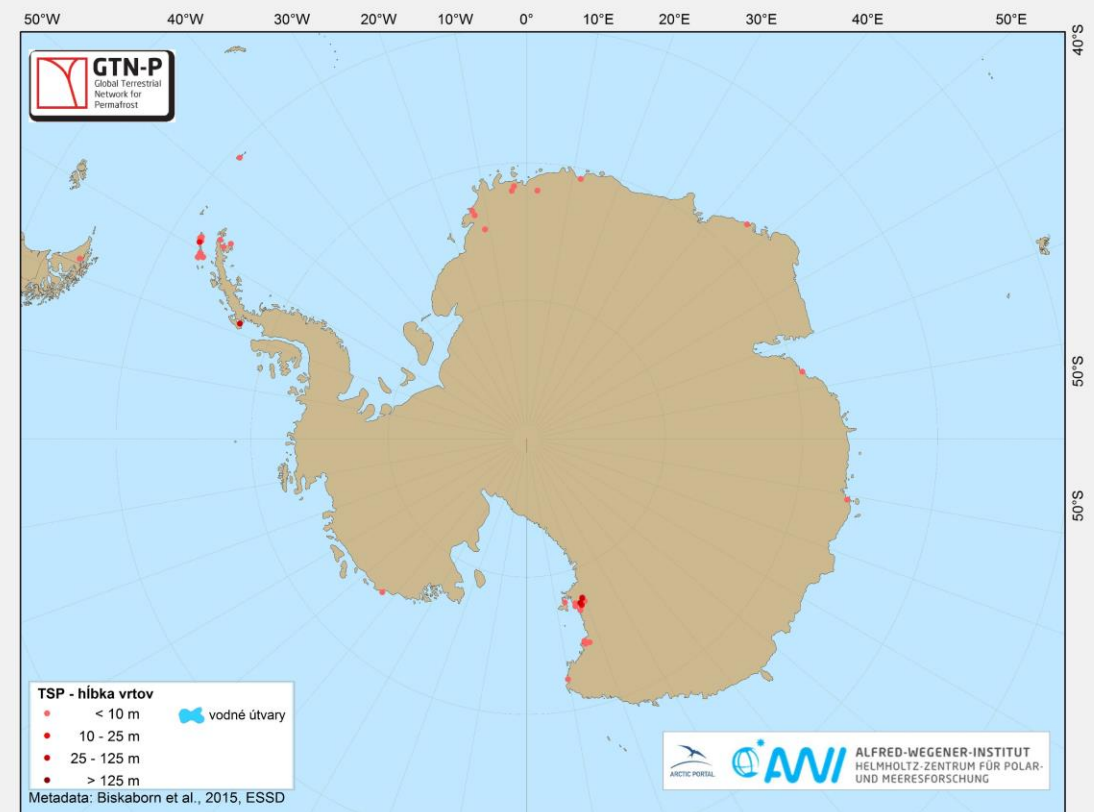 50°W 40°W 30°W 20°W 10°W 0° 10°E 20°E 30°E 40°E 50°E
40°S
GTN-P
Global Terrestrial
Network for
Permafrost
50°S
50°S
TSP - hĺbka vrtov
< 10 m
vodné útvary
10 - 25 m
25 - 125 m
> 125 m
Metadata: Biskaborn et al., 2015, ESSD
ARCTIC PORTAL
AWI
ALFRED-WEGENER-INSTITUT
HELMHOLTZ-ZENTRUM FÜR POLAR-
UND MEERESFORSCHUNG